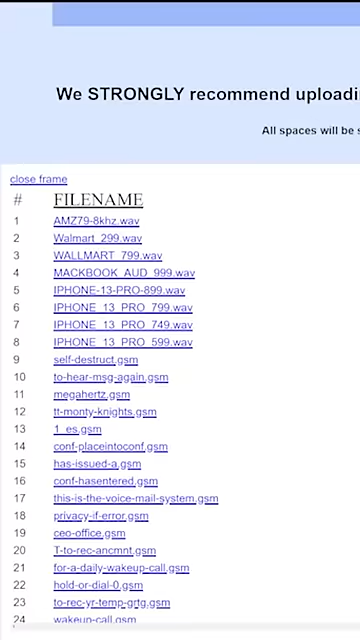 We STRONGLY recommend uploadi
All spaces will be s
close frame
# FILENAME
1 AMZ79-8khz.wav
2 Walmart_299.wav
3 WALLMART_799.wav
4 MACKBOOK_AUD_999.wav
5 IPHONE-13-PRO-899.wav
6 IPHONE_13_PRO_799.wav
7 IPHONE_13_PRO_749.wav
8 IPHONE_13_PRO_599.wav
9 self-destruct.gsm
10 to-hear-msg-again.gsm
11 megahertz.gsm
12 tt-monty-knights.gsm
13 1_es.gsm
14 conf-placeintoconf.gsm
15 has-issued-a.gsm
16 conf-hasentered.gsm
17 this-is-the-voice-mail-system.gsm
18 privacy-if-error.gsm
19 ceo-office.gsm
20 T-to-rec-ancmnt.gsm
21 for-a-daily-wakeup-call.gsm
22 hold-or-dial-0.gsm
23 to-rec-yr-temp-grtg.gsm
24 wakeup-call.gsm